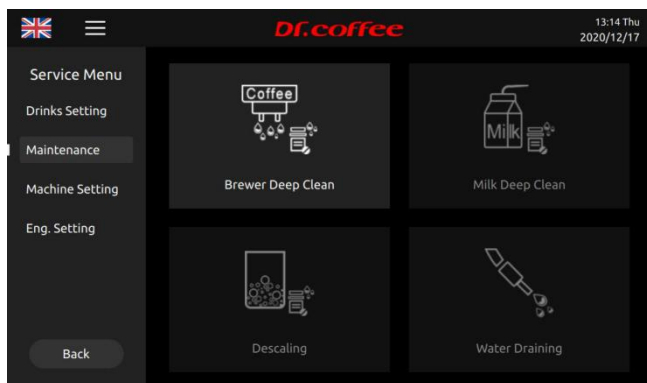 Dr.coffee
13:14 Thu
2020/12/17
Service Menu
Drinks Setting
Maintenance
Machine Setting
Eng. Setting
Back
Coffee
Brewer Deep Clean
Milk
Milk Deep Clean
Descaling
Water Draining